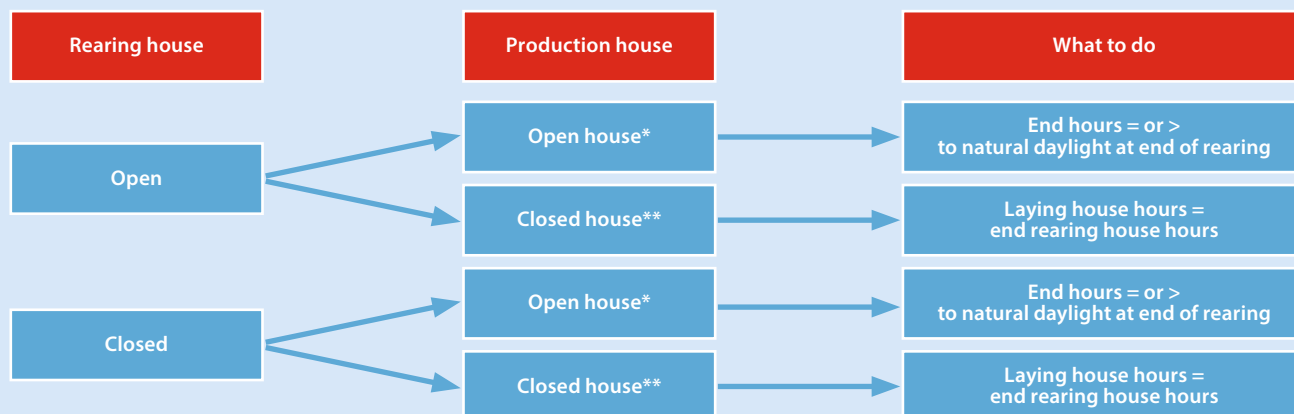 Rearing house
Production house
What to do
Open
Open house*
End hours = or >
to natural daylight at end of rearing
Closed house**
Laying house hours =
end rearing house hours
Closed
Open house*
End hours = or >
to natural daylight at end of rearing
Closed house**
Laying house hours =
end rearing house hours